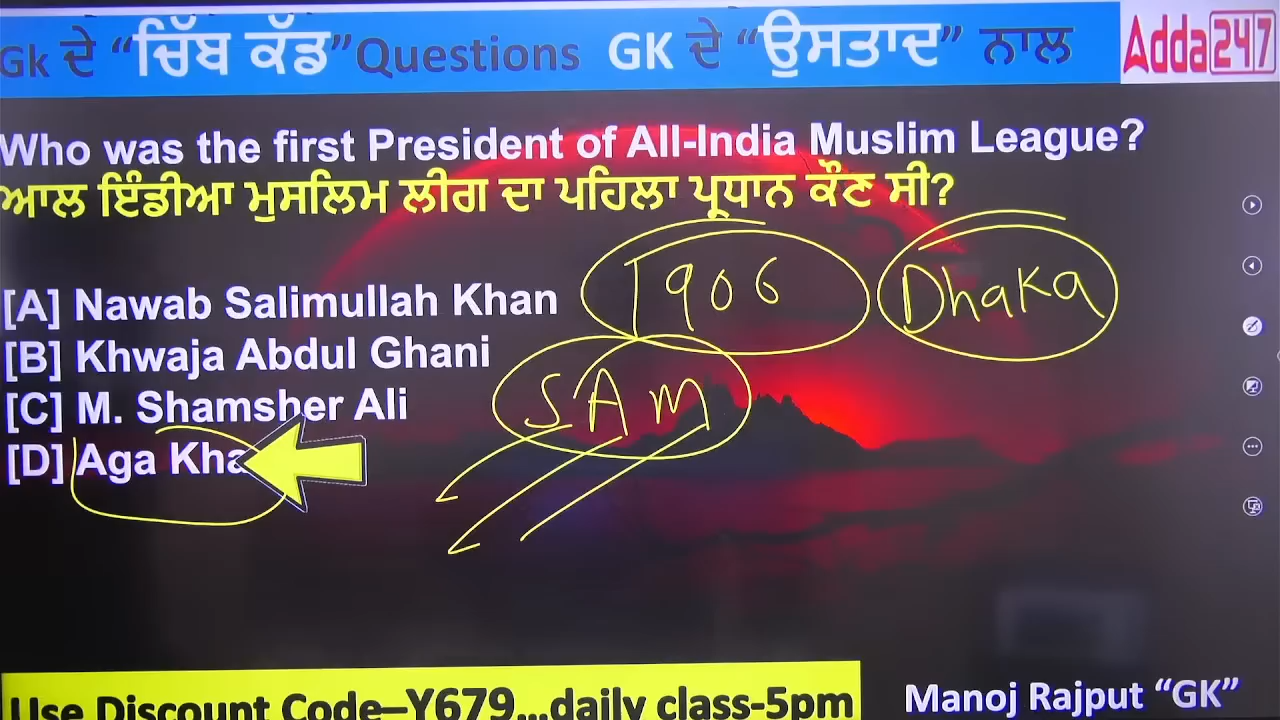 Gk ਦੇ “ਚਿੱਬ ਕੱਡ” Questions GK ਦੇ “ਉਸਤਾਦ” ਨਾਲ
Adda247
Who was the first President of All-India Muslim League?
ਆਲ ਇੰਡੀਆ ਮੁਸਲਿਮ ਲੀਗ ਦਾ ਪਹਿਲਾ ਪ੍ਰਧਾਨ ਕੌਣ ਸੀ?
[A] Nawab Salimullah Khan
1906 Dhaka
[B] Khwaja Abdul Ghani
SAM
[C] M. Shamsher Ali
[D] Aga Kha
Use Discount Code–Y679...daily class-5pm
Manoj Rajput “GK”